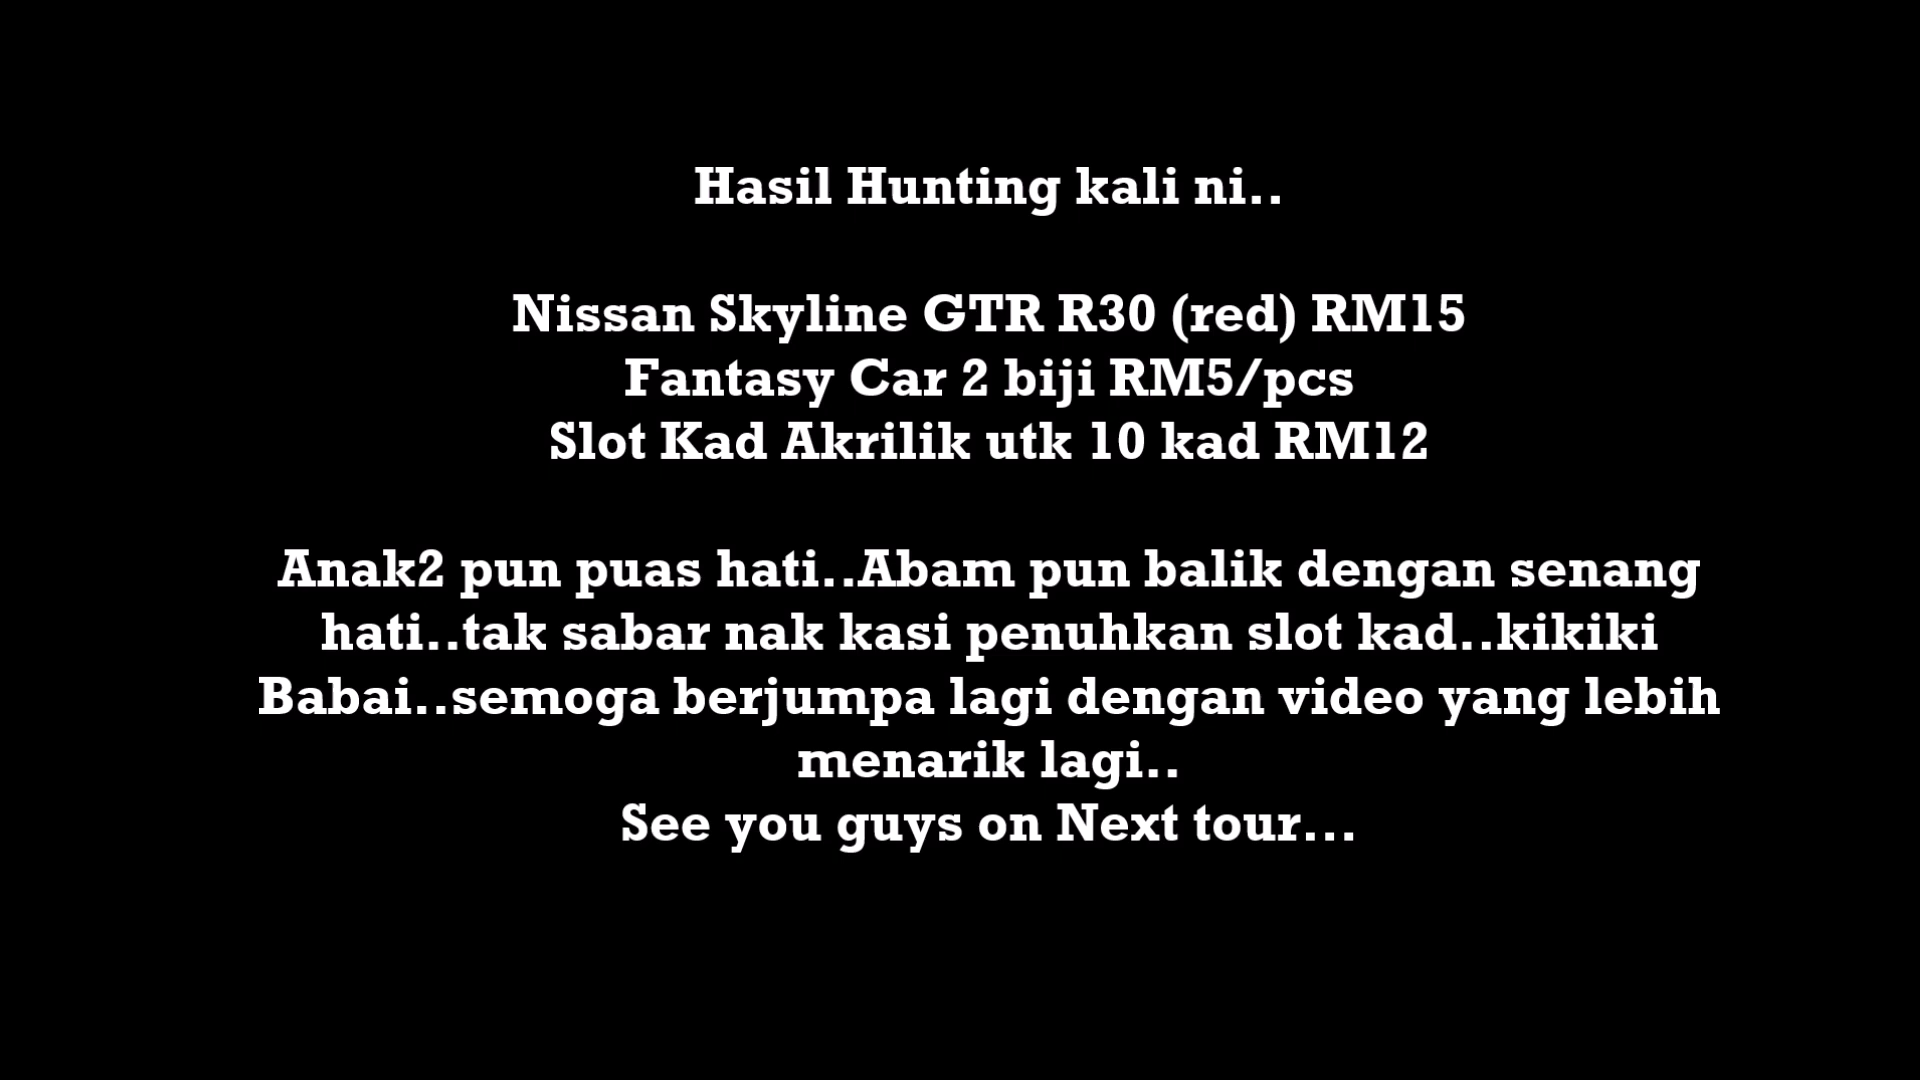 Hasil Hunting kali ni..
Nissan Skyline GTR R30 (red) RM15
Fantasy Car 2 biji RM5/pcs
Slot Kad Akrilik utk 10 kad RM12
Anak2 pun puas hati..Abam pun balik dengan senang
hati..tak sabar nak kasi penuhkan slot kad..kikiki
Babai..semoga berjumpa lagi dengan video yang lebih
menarik lagi..
See you guys on Next tour...